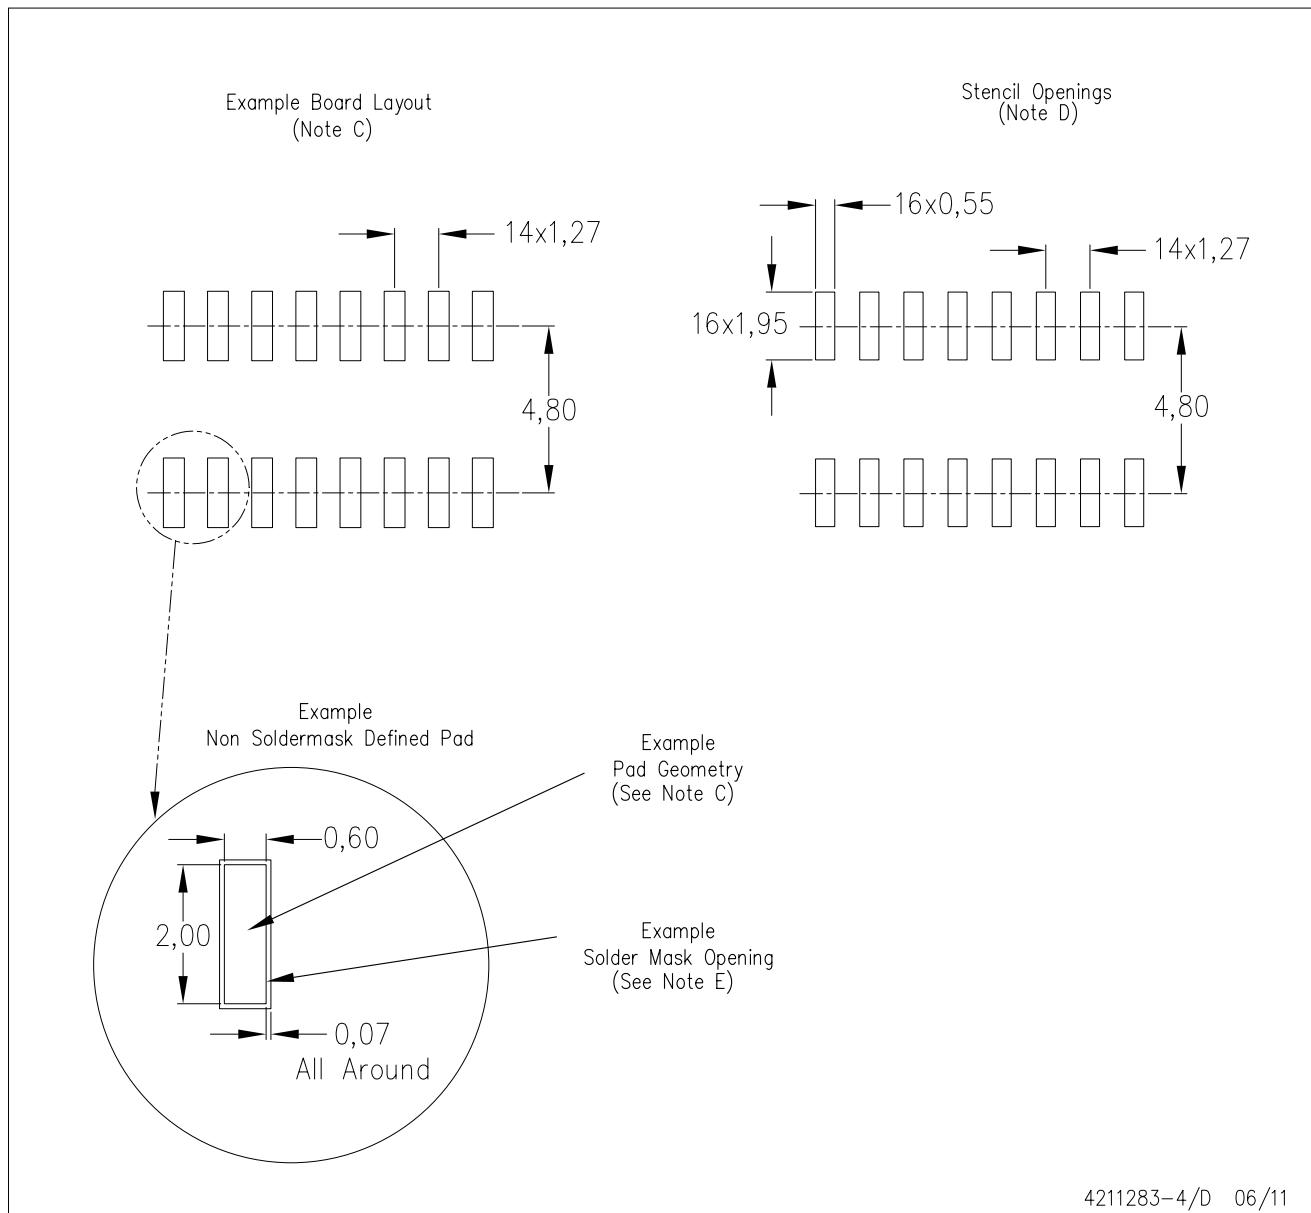 Example Board Layout
(Note C)
Stencil Openings
(Note D)
14x1,27
4,80
16x0,55
14x1,27
16x1,95
4,80
Example
Non Soldermask Defined Pad
Example
Pad Geometry
(See Note C)
0,60
2,00
Example
Solder Mask Opening
(See Note E)
0,07
All Around
4211283-4/D 06/11